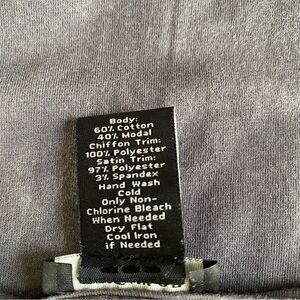 Body:
60% Cotton
40% Modal
Chiffon Trim:
100% Polyester
Satin Trim:
97% Polyester
3% Spandex
Hand Wash
Cold
Only Non-
Chlorine Bleach
When Needed
Dry Flat
Cool Iron
if Needed